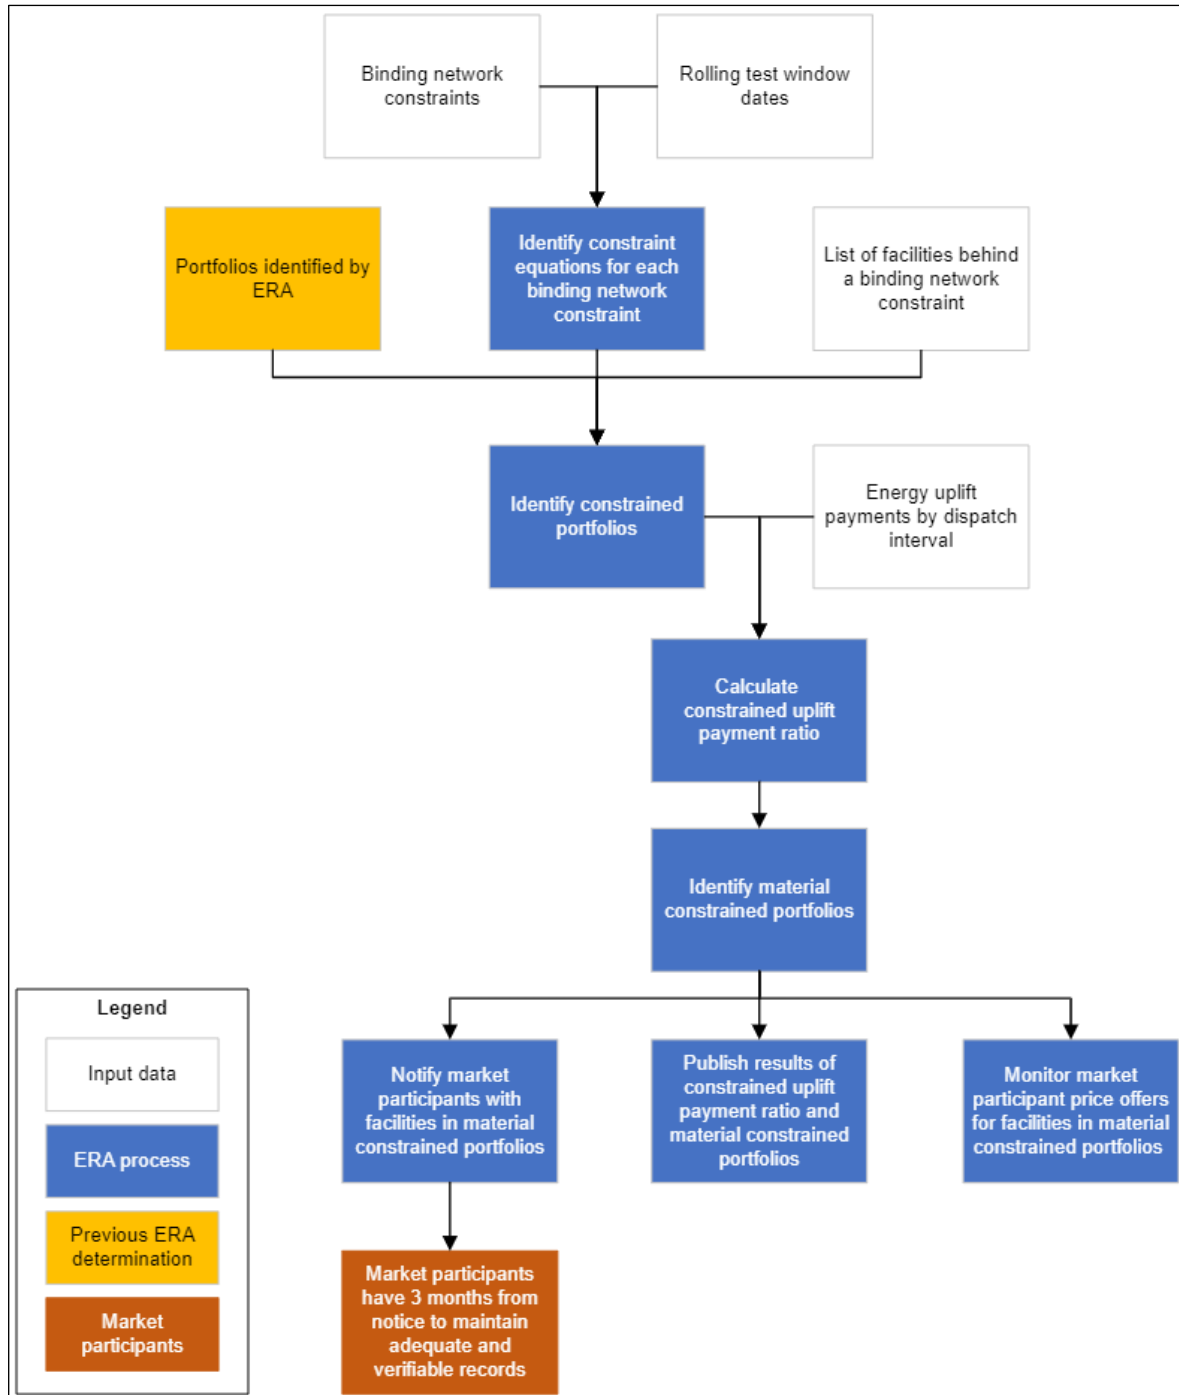 Binding network
constraints
Rolling test window
dates
Portfolios identified by
ERA
Identify constraint
equations for each
binding network
constraint
List of facilities behind
a binding network
constraint
Identify constrained
portfolios
Energy uplift
payments by dispatch
interval
Calculate
constrained uplift
payment ratio
Identify material
constrained portfolios
Notify market
participants with
facilities in material
constrained portfolios
Publish results of
constrained uplift
payment ratio and
material constrained
portfolios
Monitor market
participant price offers
for facilities in material
constrained portfolios
Market participants
have 3 months from
notice to maintain
adequate and
verifiable records
Legend
Input data
ERA process
Previous ERA
determination
Market
participants